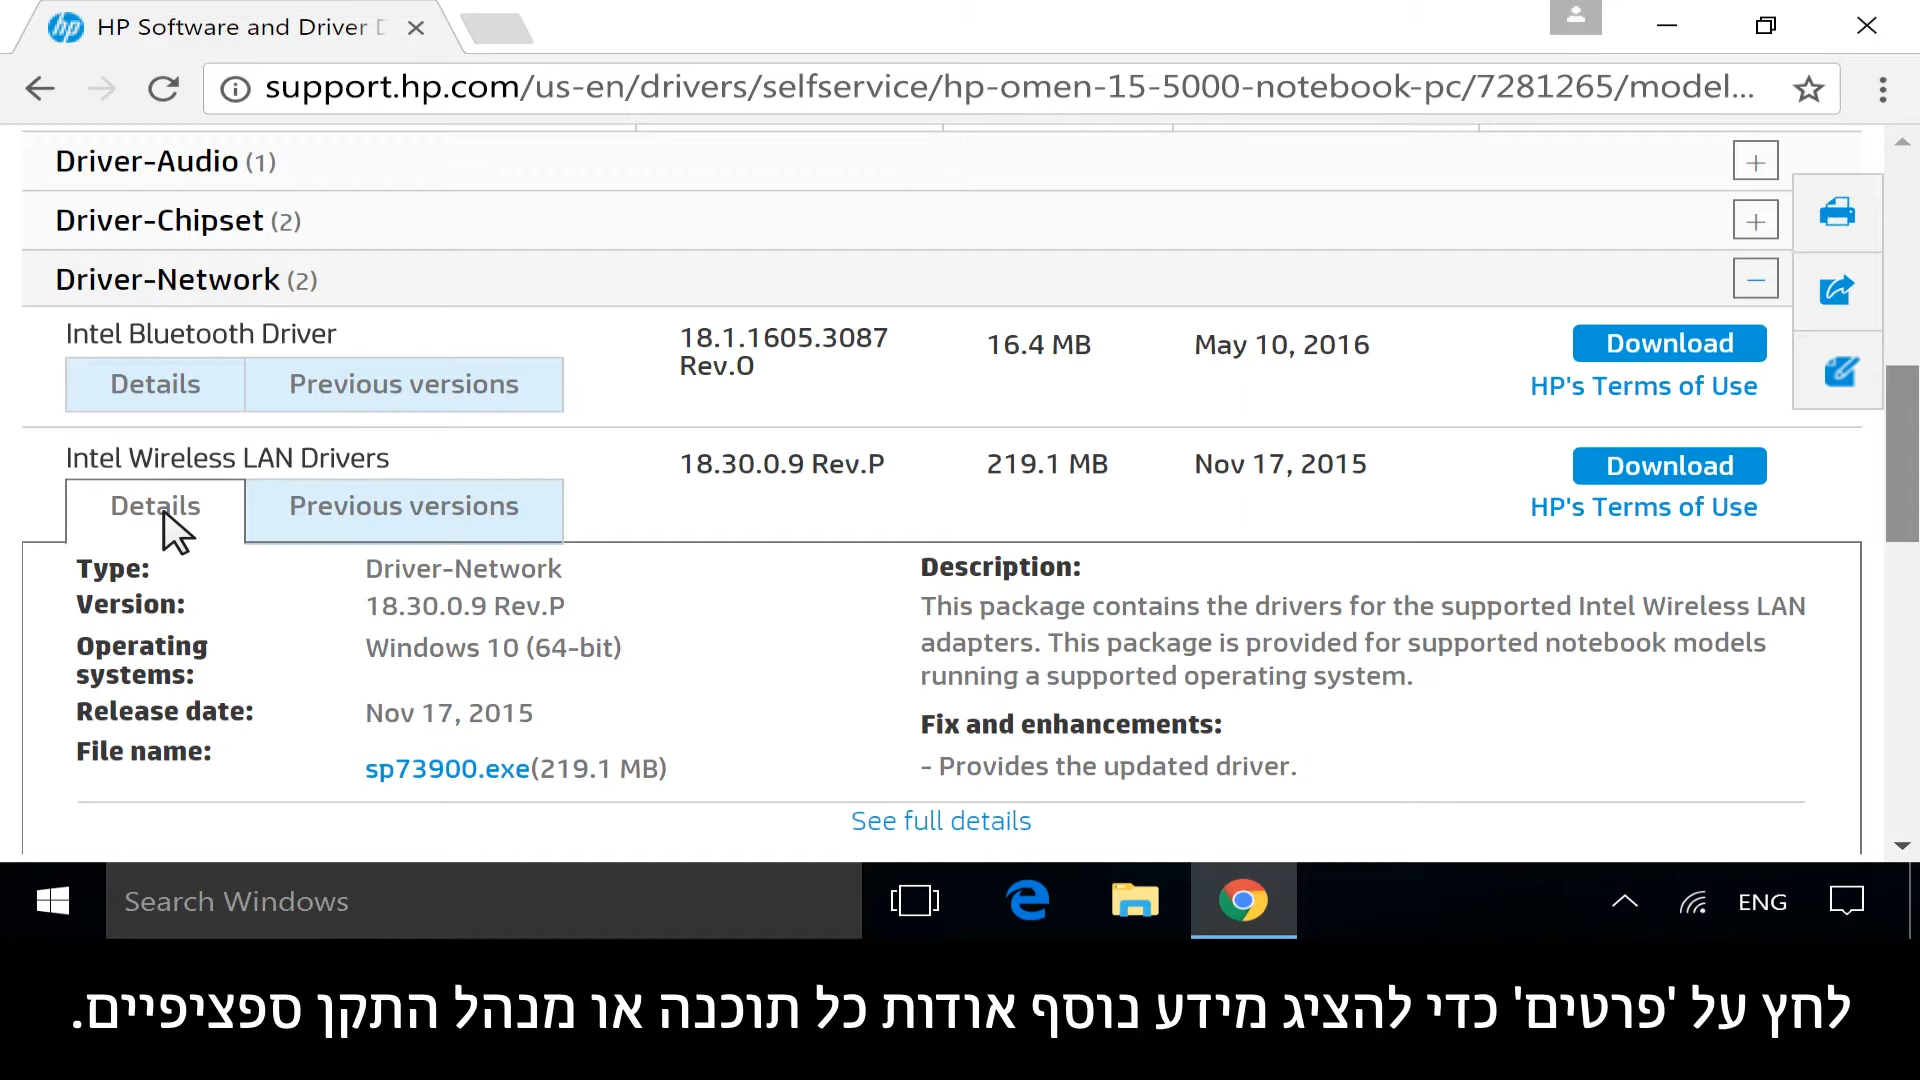 HP Software and Driver D
support.hp.com/us-en/drivers/selfservice/hp-omen-15-5000-notebook-pc/7281265/model...
Driver-Audio (1)
Driver-Chipset (2)
Driver-Network (2)
Intel Bluetooth Driver
18.1.1605.3087
Rev.O
16.4 MB
May 10, 2016
Download
HP's Terms of Use
Details
Previous versions
Intel Wireless LAN Drivers
18.30.0.9 Rev.P
219.1 MB
Nov 17, 2015
Download
HP's Terms of Use
Details
Previous versions
Type: Driver-Network
Version: 18.30.0.9 Rev.P
Operating
systems:
Windows 10 (64-bit)
Release date: Nov 17, 2015
File name:
sp73900.exe(219.1 MB)
Description:
This package contains the drivers for the supported Intel Wireless LAN
adapters. This package is provided for supported notebook models
running a supported operating system.
Fix and enhancements:
- Provides the updated driver.
See full details
Search Windows
ENG
לחץ על 'פרטים' כדי להציג מידע נוסף אודות כל תוכנה או מנהל התקן ספציפיים.